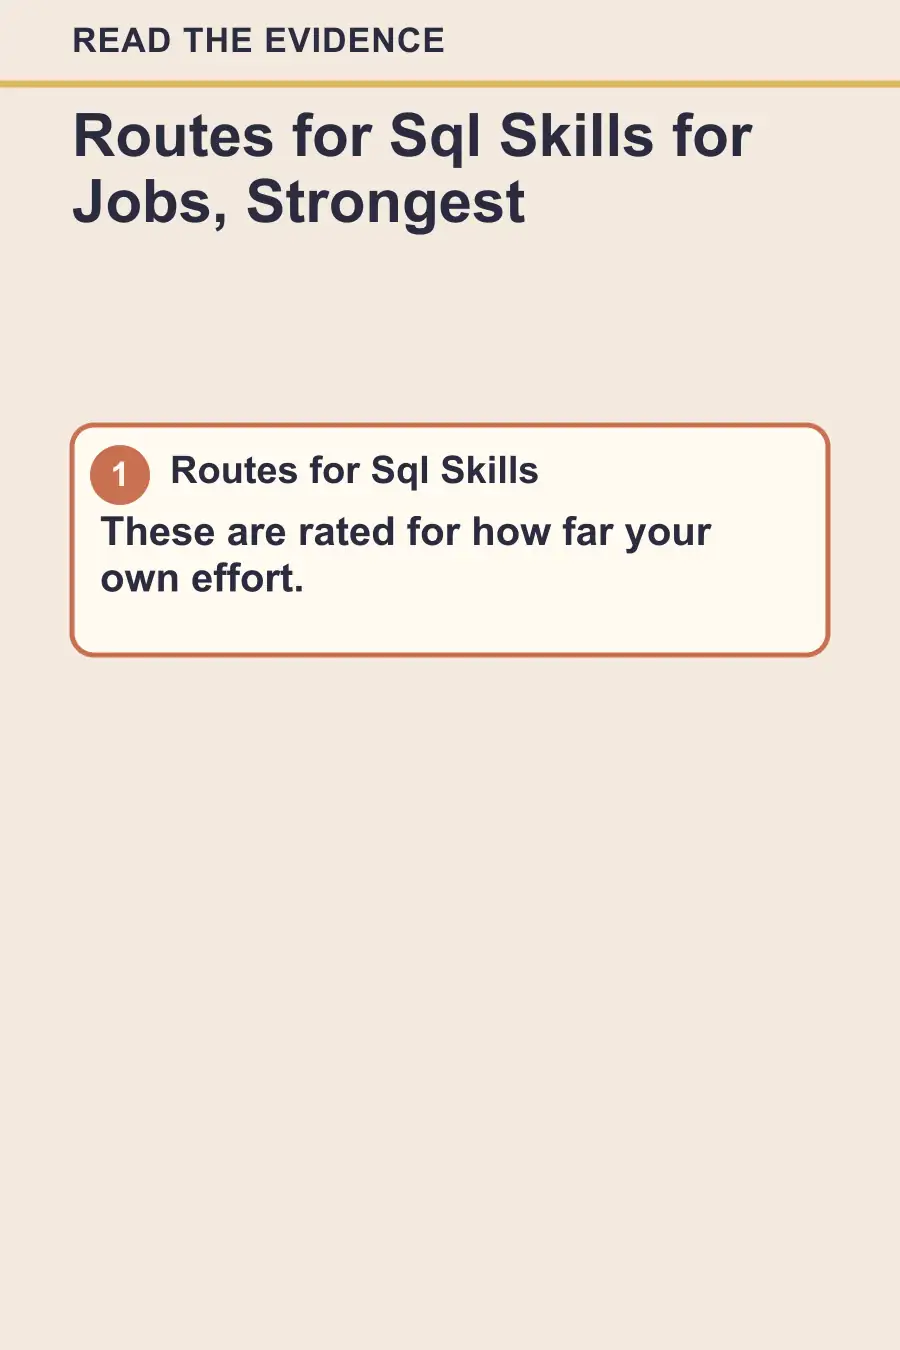 READ THE EVIDENCE
Routes for Sql Skills for
Jobs, Strongest
1 Routes for Sql Skills
These are rated for how far your
own effort.